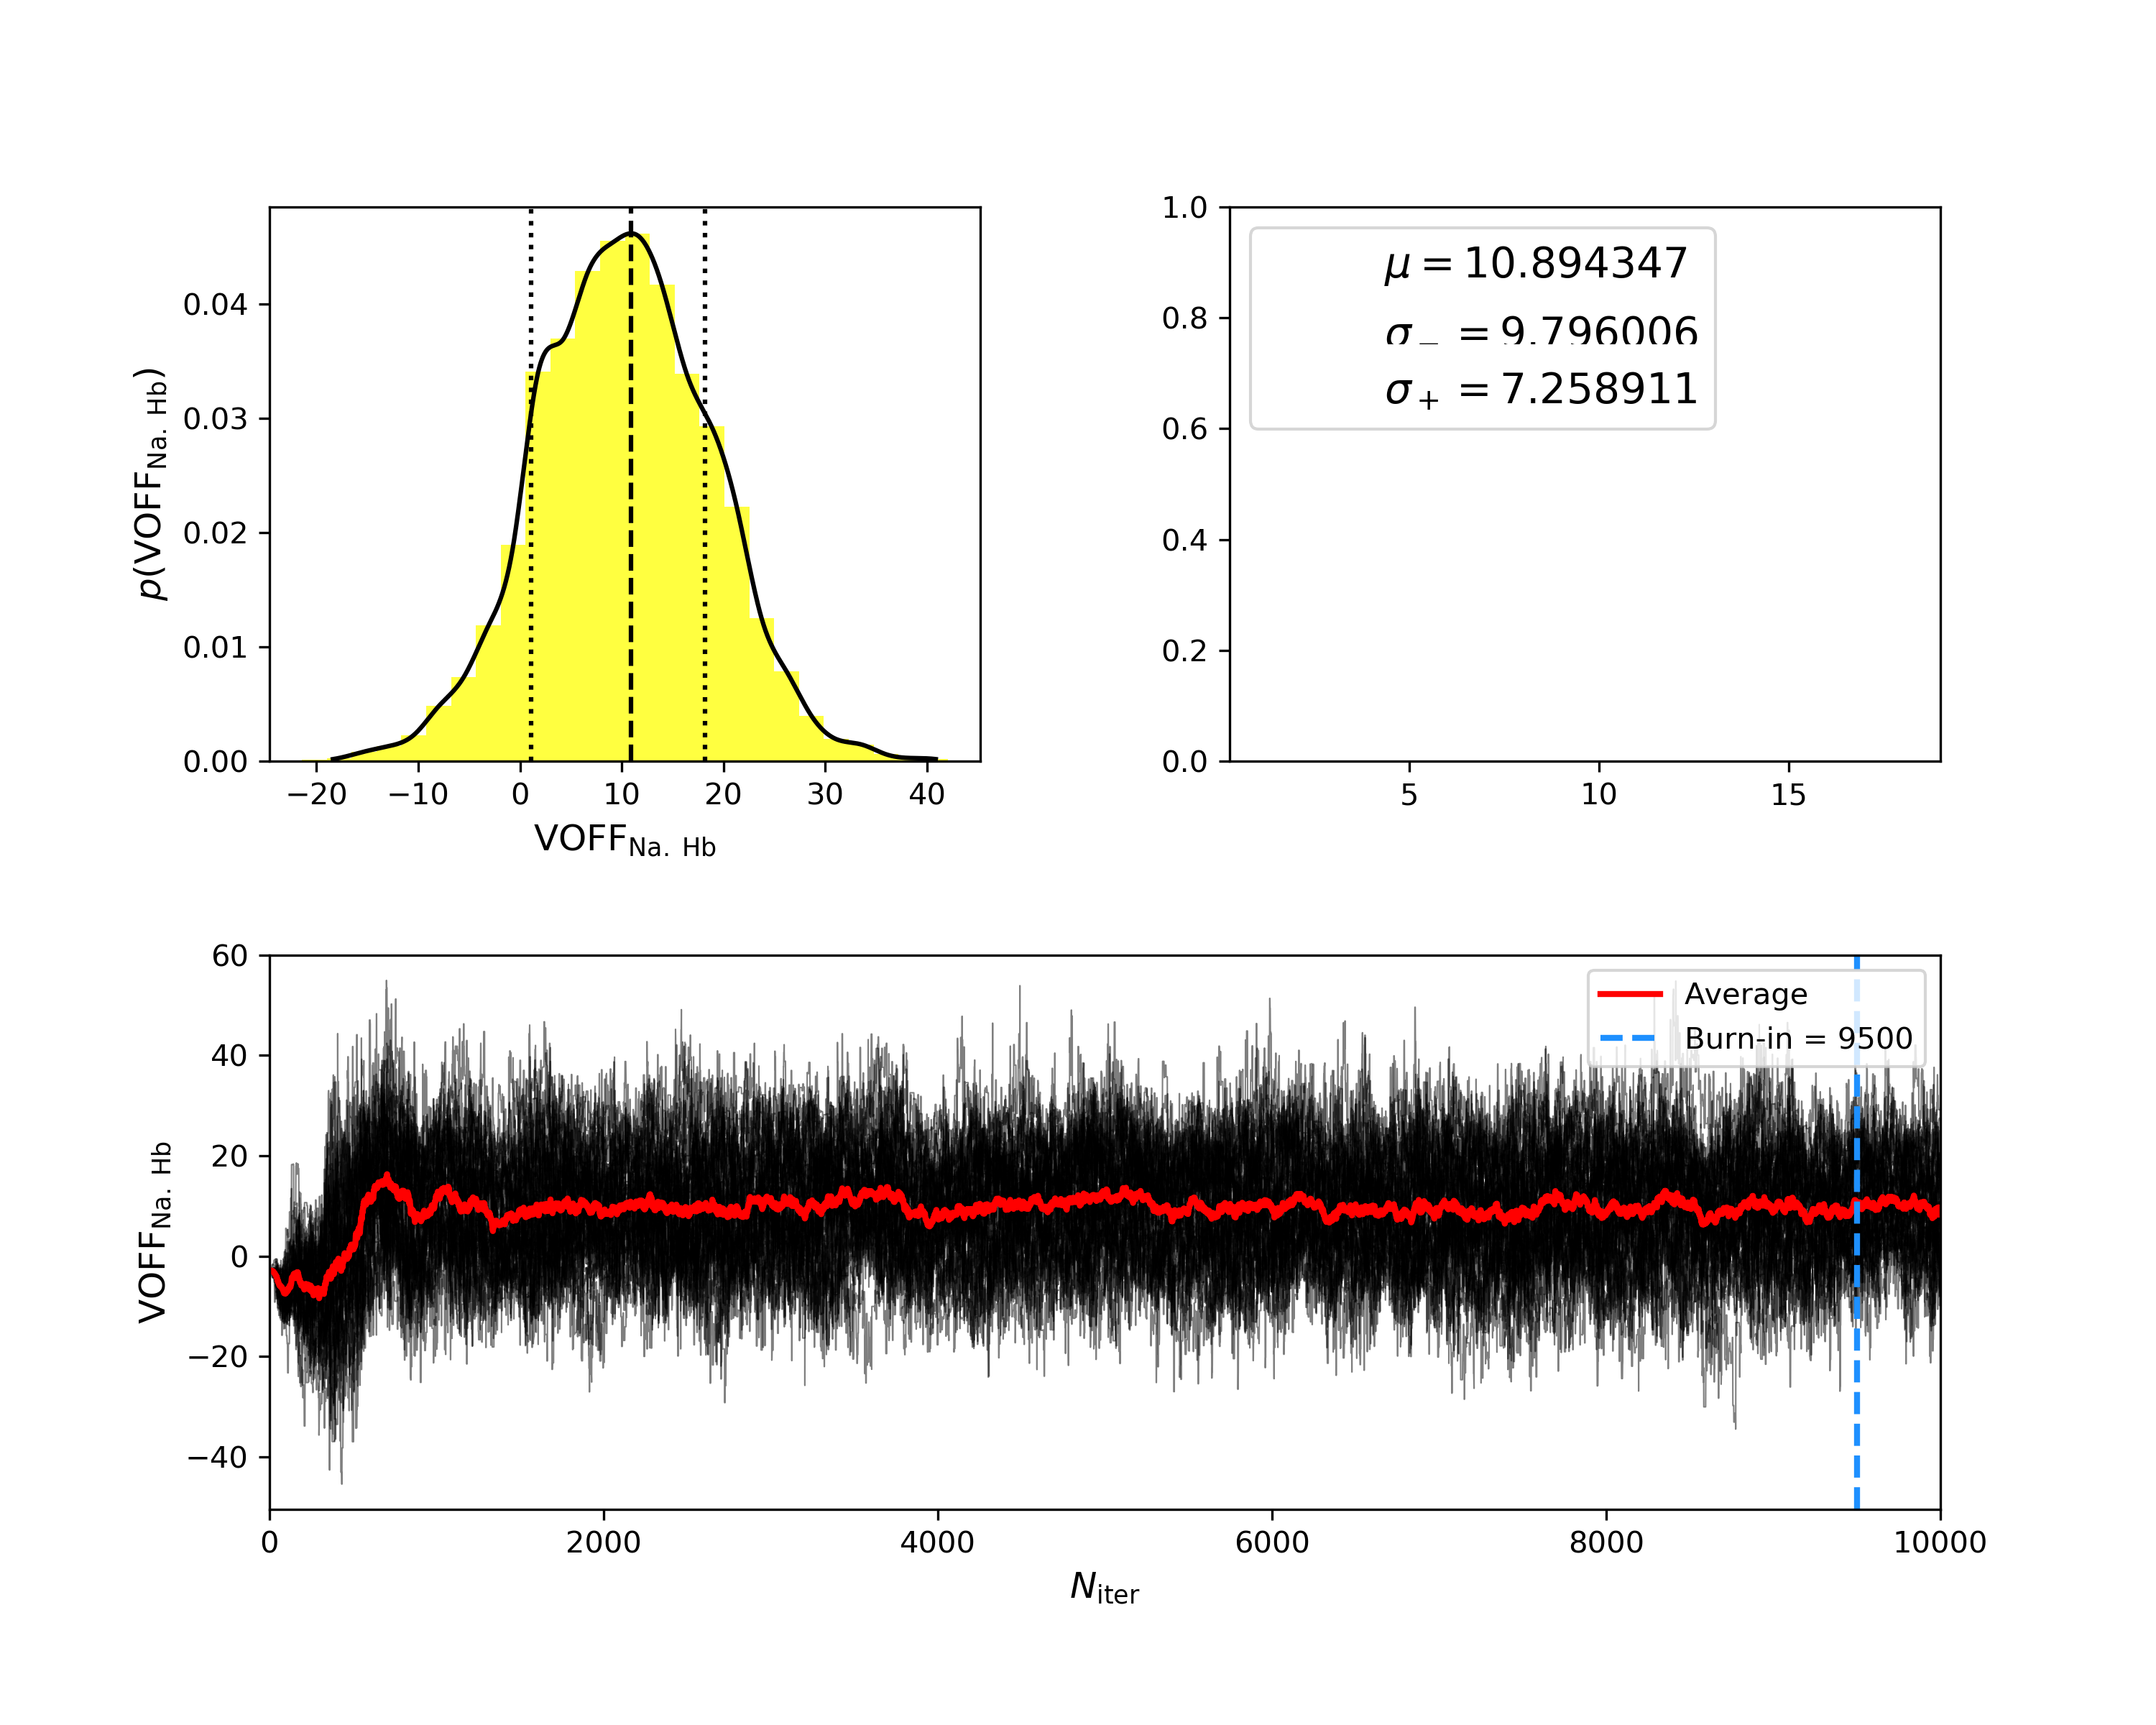 p(VOFF_Na. Hb)
0.04
0.03
0.02
0.01
0.00
−20 −10 0 10 20 30 40
VOFF_Na. Hb
1.0
0.8
0.6
0.4
0.2
0.0
μ = 10.894347
σ_− = 9.796006
σ_+ = 7.258911
5 10 15
VOFF_Na. Hb
60
40
20
0
−20
−40
Average
Burn-in = 9500
0 2000 4000 6000 8000 10000
N_iter